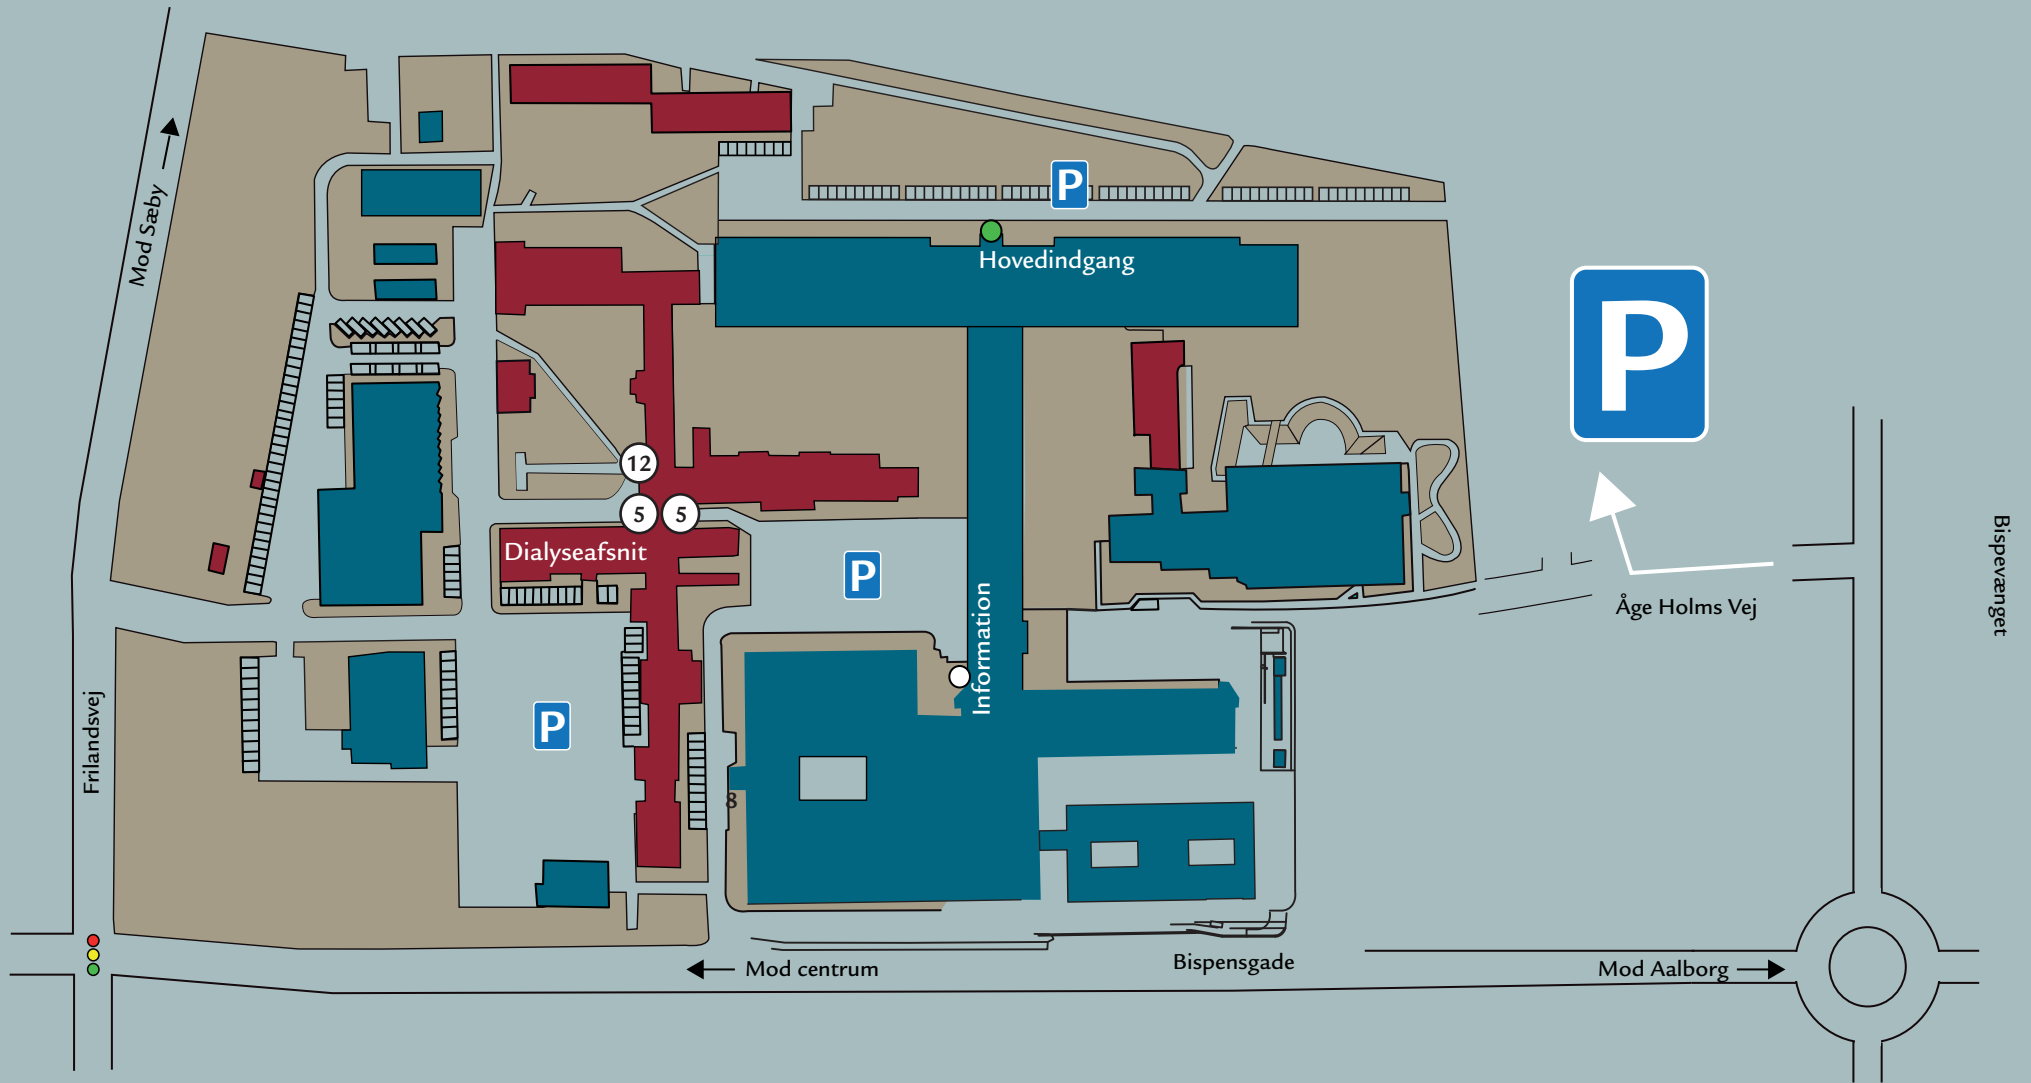 P
Hovedindgang
Mod Sæby
P
12
5
5
Dialyseafsnit
P
Information
Åge Holms Vej
Bispevænget
P
Frilandsvej
8
Mod centrum
Bispensgade
Mod Aalborg